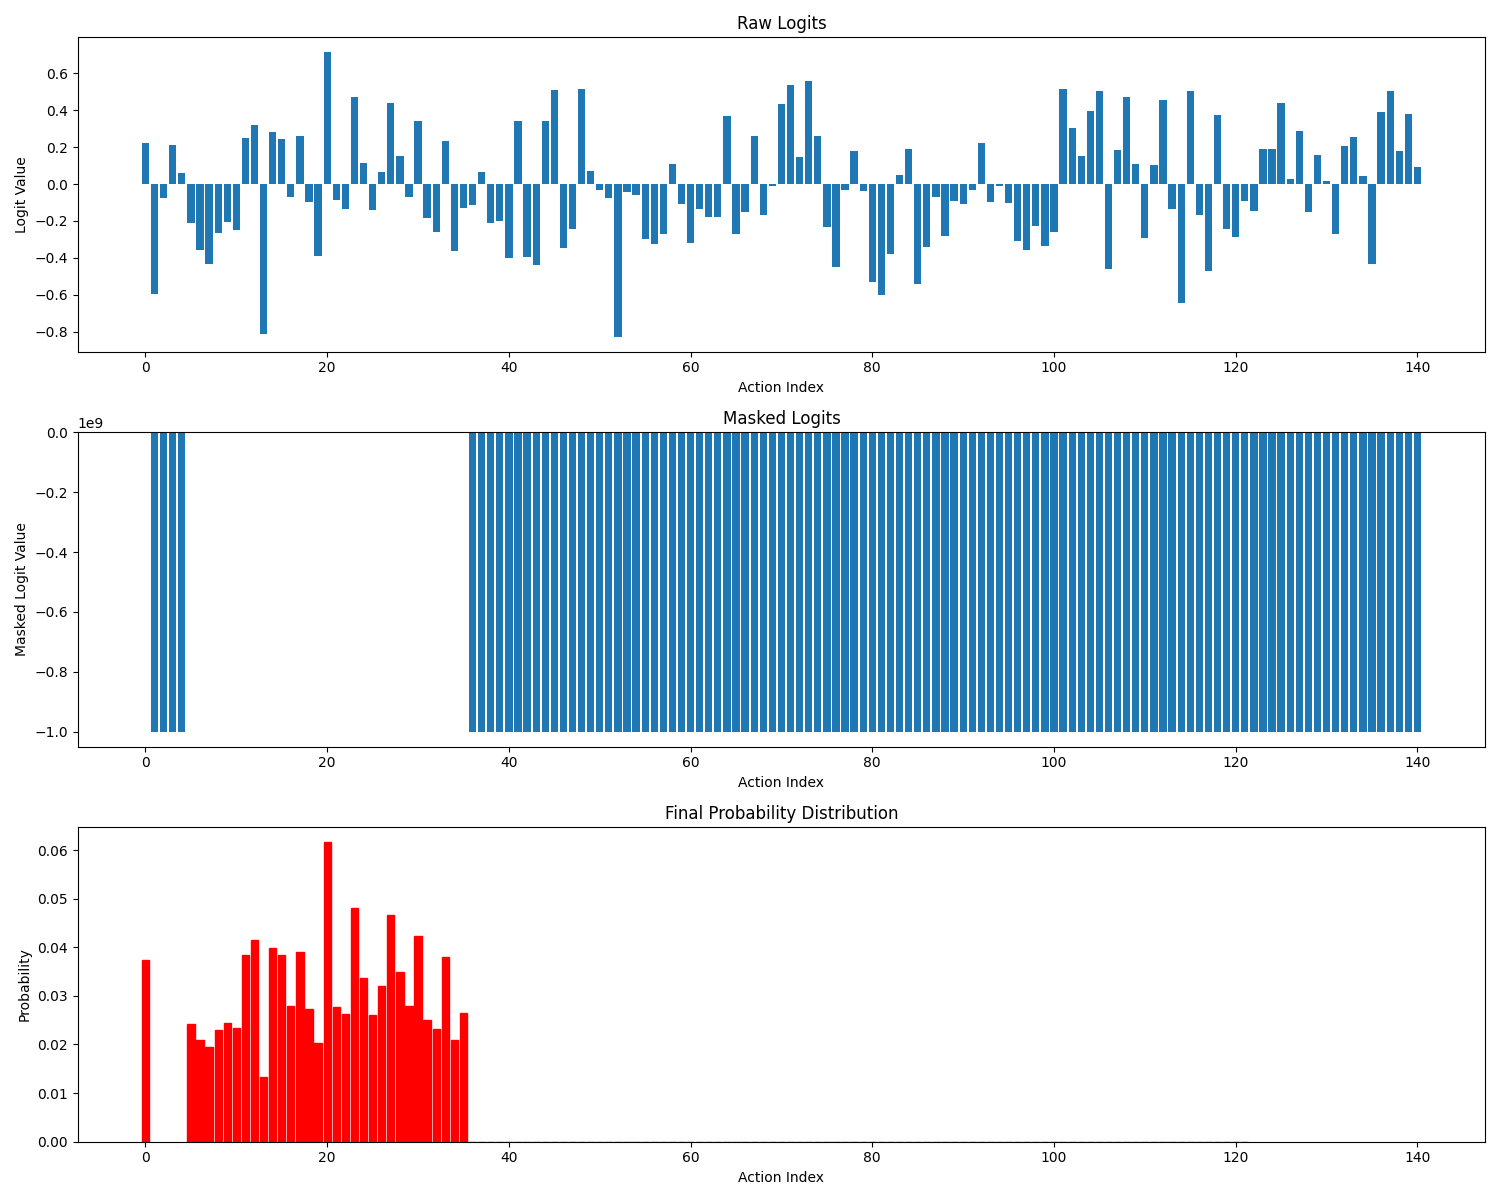 Raw Logits
0.6
0.4
0.2
0.0
−0.2
−0.4
−0.6
−0.8
Logit Value
0 20 40 60 80 100 120 140
Action Index
Masked Logits
1e9
0.0
−0.2
−0.4
−0.6
−0.8
−1.0
Masked Logit Value
0 20 40 60 80 100 120 140
Action Index
Final Probability Distribution
0.06
0.05
0.04
0.03
0.02
0.01
0.00
Probability
0 20 40 60 80 100 120 140
Action Index